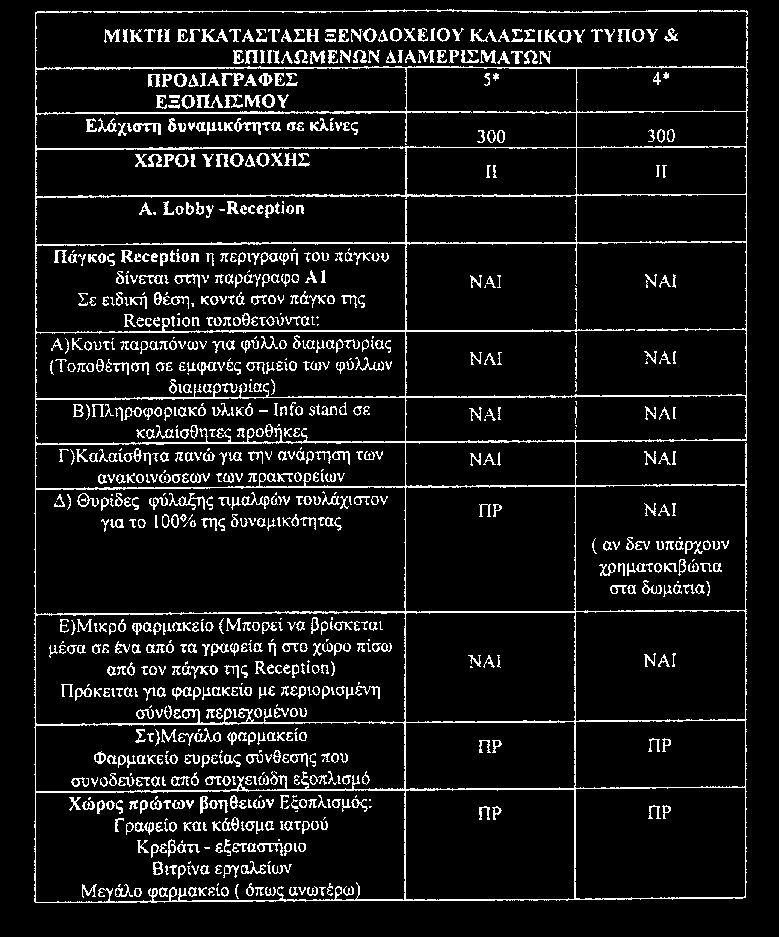 ΜΙΚΤΗ ΕΓΚΑΤΑΣΤΑΣΗ ΞΕΝΟΔΟΧΕΙΟΥ ΚΛΑΣΣΙΚΟΥ ΤΥΠΟΥ &
ΕΠΙΠΛΩΜΕΝΩΝ ΔΙΑΜΕΡΙΣΜΑΤΩΝ
ΠΡΟΔΙΑΓΡΑΦΕΣ 5* 4*
ΕΞΟΠΛΙΣΜΟΥ
Ελάχιστη δυναμικότητα σε κλίνες
300 300
ΧΩΡΟΙ ΥΠΟΔΟΧΗΣ
Π Π
Α. Lobby -Reception
Πάγκος Reception η περιγραφή του πάγκου
δίνεται στην παράγραφο Α1 ΝΑΙ ΝΑΙ
Σε ειδική θέση, κοντά στον πάγκο της
Reception τοποθετούνται:
Α)Κουτί παραπόνων για φύλλο διαμαρτυρίας
(Τοποθέτηση σε εμφανές σημείο των φύλλων ΝΑΙ ΝΑΙ
διαμαρτυρίας)
Β)Πληροφοριακό υλικό – Info stand σε ΝΑΙ ΝΑΙ
καλαίσθητες προθήκες
Γ)Καλαίσθητα πανώ για την ανάρτηση των ΝΑΙ ΝΑΙ
ανακοινώσεων των πρακτορείων
Δ) Θυρίδες φύλαξης τιμαλφών τουλάχιστον ΠΡ ΝΑΙ
για το 100% της δυναμικότητας
( αν δεν υπάρχουν
χρηματοκιβώτια
στα δωμάτια)
Ε)Μικρό φαρμακείο (Μπορεί να βρίσκεται
μέσα σε ένα από τα γραφεία ή στο χώρο πίσω
από τον πάγκο της Reception) ΝΑΙ ΝΑΙ
Πρόκειται για φαρμακείο με περιορισμένη
σύνθεση περιεχομένου
Στ)Μεγάλο φαρμακείο ΠΡ ΠΡ
Φαρμακείο ευρείας σύνθεσης που
συνοδεύεται από στοιχειώδη εξοπλισμό
Χώρος πρώτων βοηθειών Εξοπλισμός: ΠΡ ΠΡ
Γραφείο και κάθισμα ιατρού
Κρεβάτι - εξεταστήριο
Βιτρίνα εργαλείων
Μεγάλο φαρμακείο ( όπως ανωτέρω)